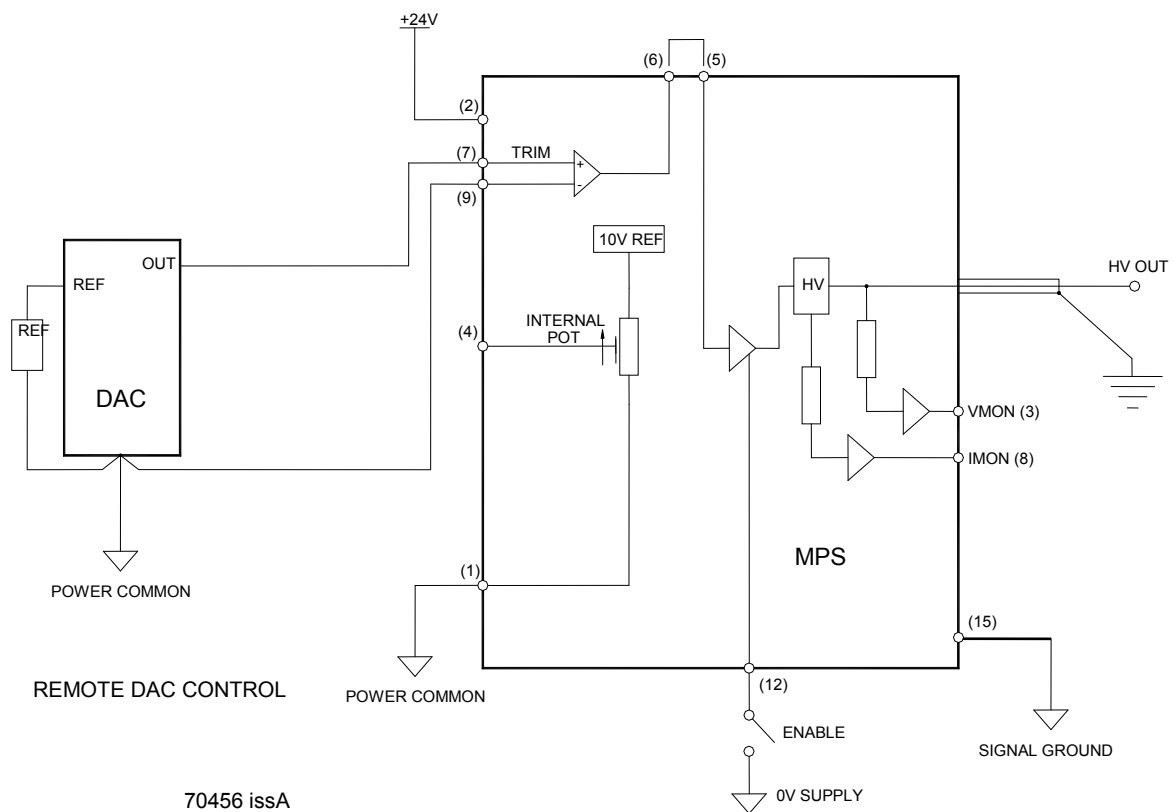 +24V
(6)
(5)
(2)
(7)
TRIM
+
-
(9)
10V REF
OUT
HV OUT
REF
HV
REF
INTERNAL
POT
(4)
DAC
VMON (3)
IMON (8)
MPS
(1)
POWER COMMON
(15)
REMOTE DAC CONTROL
POWER COMMON
(12)
ENABLE
SIGNAL GROUND
0V SUPPLY
70456 issA